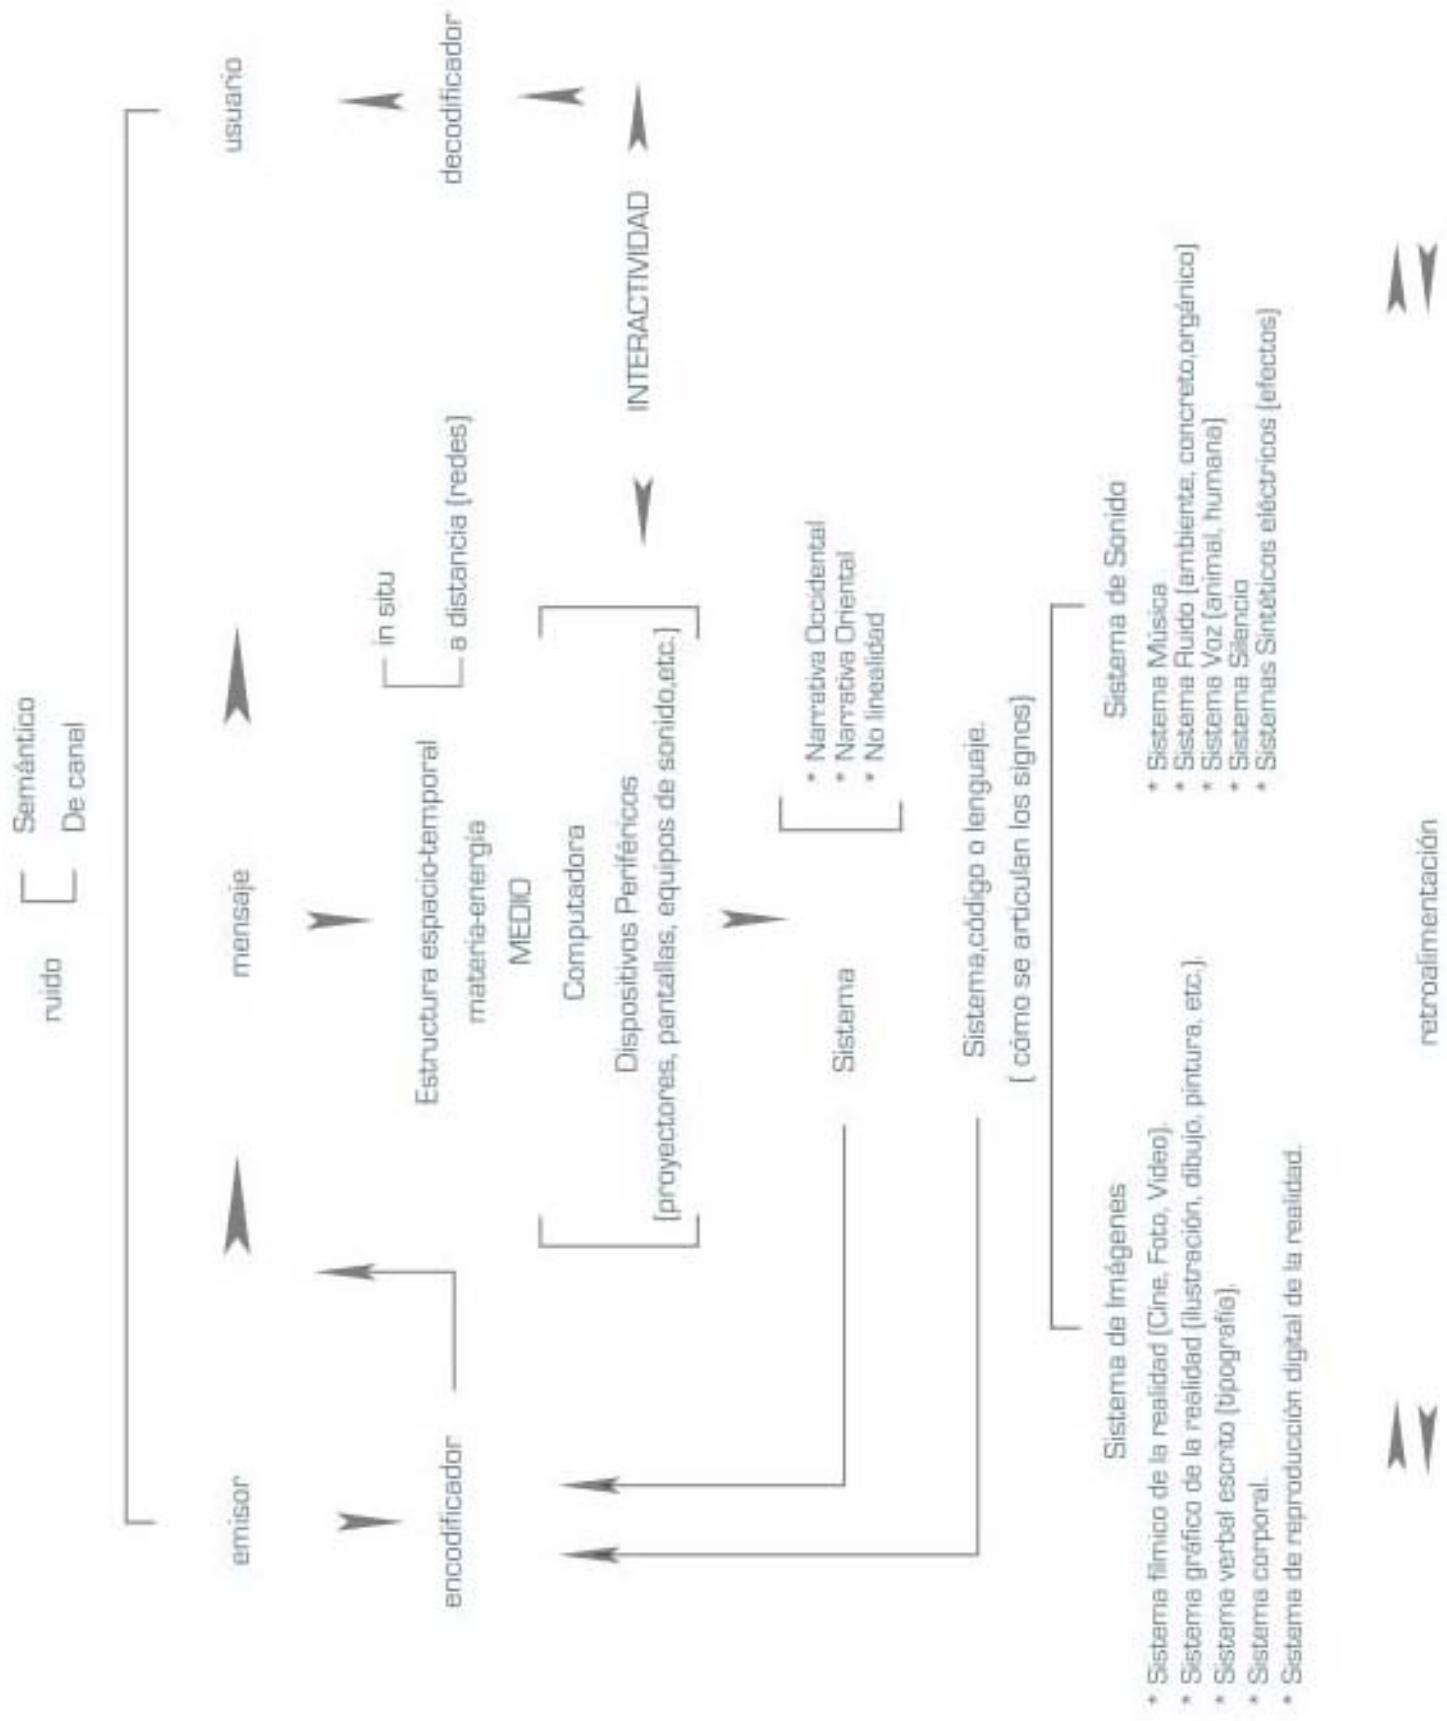 ruido
Semántico
De canal
emisor
mensaje
usuario
encodificador
Estructura espacio-temporal
in situ
a distancia (redes)
decodificador
materia-energía
MEDIO
Computadora
Dispositivos Periféricos
(proyectores, pantallas, equipos de sonido,etc.)
INTERACTIVIDAD
Sistema
* Narrativa Occidental
* Narrativa Oriental
* No linealidad
Sistema,código o lenguaje.
( cómo se articulan los signos)
Sistema de Imágenes
* Sistema fílmico de la realidad (Cine, Foto, Video).
* Sistema gráfico de la realidad (ilustración, dibujo, pintura, etc.).
* Sistema verbal escrito (tipografía).
* Sistema corporal.
* Sistema de reproducción digital de la realidad.
Sistema de Sonido
* Sistema Música
* Sistema Ruido (ambiente, concreto,orgánico)
* Sistema Voz (animal, humana)
* Sistema Silencio
* Sistemas Sintéticos eléctricos (efectos)
retroalimentación